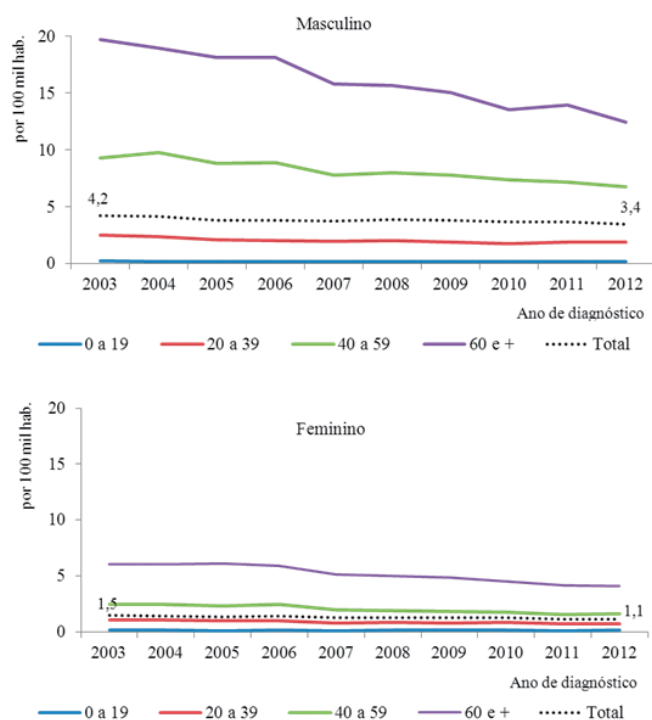 Masculino
por 100 mil hab.
20
15
10
5
0
4,2
3,4
2003 2004 2005 2006 2007 2008 2009 2010 2011 2012
Ano de diagnóstico
0 a 19 20 a 39 40 a 59 60 e + Total
Feminino
por 100 mil hab.
20
15
10
5
0
1,5
1,1
2003 2004 2005 2006 2007 2008 2009 2010 2011 2012
Ano de diagnóstico
0 a 19 20 a 39 40 a 59 60 e + Total